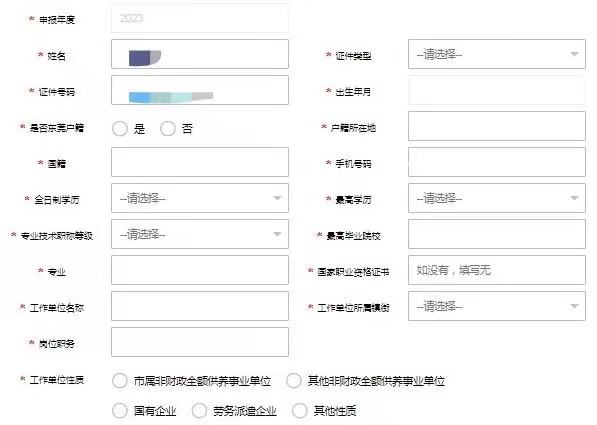 * 申报年度 2023
* 姓名 * 证件类型 --请选择--
* 证件号码 * 出生年月
* 是否东莞户籍 是 否 * 户籍所在地
* 国籍 * 手机号码
* 全日制学历 --请选择-- * 最高学历 --请选择--
* 专业技术职称等级 --请选择-- * 最高毕业院校
* 专业 * 国家职业资格证书 如没有，填写无
* 工作单位名称 * 工作单位所属镇街 --请选择--
* 岗位职务
* 工作单位性质 市属非财政全额供养事业单位 其他非财政全额供养事业单位
国有企业 劳务派遣企业 其他性质